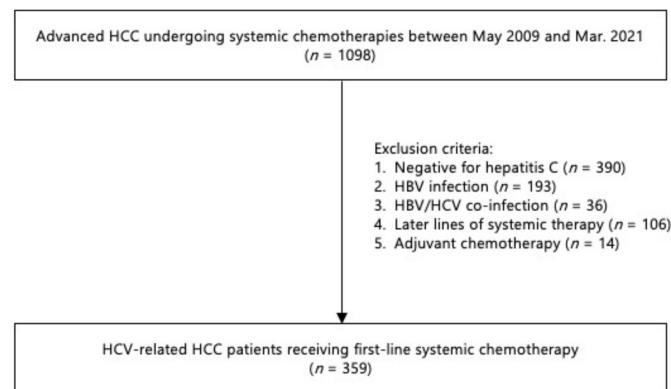 Advanced HCC undergoing systemic chemotherapies between May 2009 and Mar. 2021
(n = 1098)
Exclusion criteria:
1. Negative for hepatitis C (n = 390)
2. HBV infection (n = 193)
3. HBV/HCV co-infection (n = 36)
4. Later lines of systemic therapy (n = 106)
5. Adjuvant chemotherapy (n = 14)
HCV-related HCC patients receiving first-line systemic chemotherapy
(n = 359)